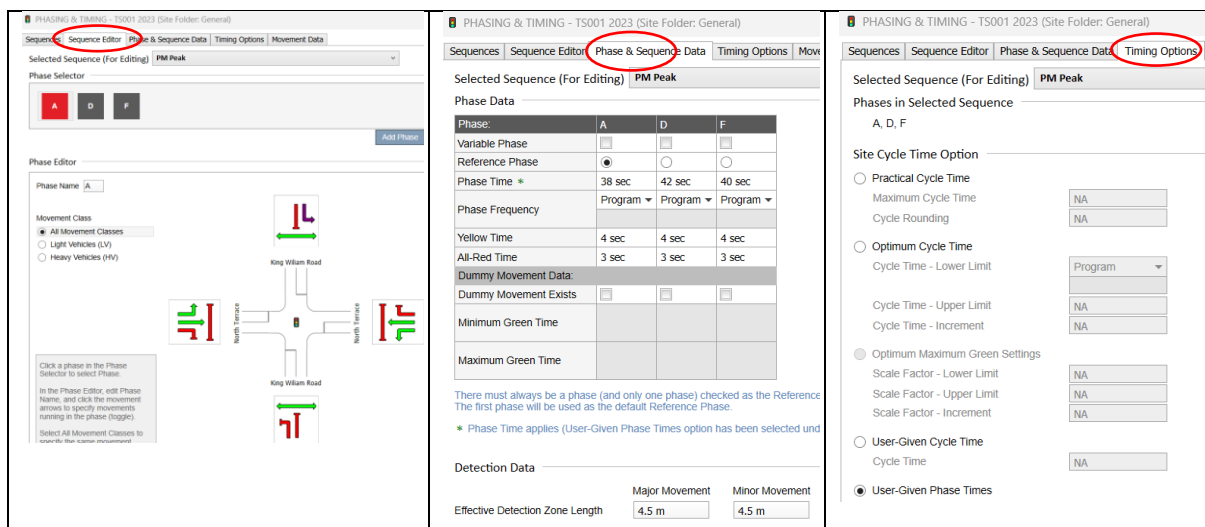 PHASING & TIMING - TS001 2023 (Site Folder: General)
Sequences Sequence Editor Phase & Sequence Data Timing Options Movement Data
Selected Sequence (For Editing) PM Peak
Phase Selector
A D F
Add Phase
Phase Editor
Phase Name A
Movement Class
All Movement Classes
Light Vehicles (LV)
Heavy Vehicles (HV)
King Wiliam Road
North Terrace
North Terrace
King Wiliam Road
Click a phase in the Phase
Selector to select Phase.
In the Phase Editor, edit Phase
Name, and click the movement
arrows to specify movements
running in the phase (toggle).
Select All Movement Classes to
specify the same movement
PHASING & TIMING - TS001 2023 (Site Folder: General)
Sequences Sequence Editor Phase & Sequence Data Timing Options Move
Selected Sequence (For Editing) PM Peak
Phase Data
Phase: A D F
Variable Phase
Reference Phase
Phase Time * 38 sec 42 sec 40 sec
Phase Frequency Program Program Program
Yellow Time 4 sec 4 sec 4 sec
All-Red Time 3 sec 3 sec 3 sec
Dummy Movement Data:
Dummy Movement Exists
Minimum Green Time
Maximum Green Time
There must always be a phase (and only one phase) checked as the Reference
The first phase will be used as the default Reference Phase.
* Phase Time applies (User-Given Phase Times option has been selected und
Detection Data
Major Movement Minor Movement
Effective Detection Zone Length 4.5 m 4.5 m
PHASING & TIMING - TS001 2023 (Site Folder: General)
Sequences Sequence Editor Phase & Sequence Data Timing Options
Selected Sequence (For Editing) PM Peak
Phases in Selected Sequence
A, D, F
Site Cycle Time Option
Practical Cycle Time
Maximum Cycle Time NA
Cycle Rounding NA
Optimum Cycle Time
Cycle Time - Lower Limit Program
Cycle Time - Upper Limit NA
Cycle Time - Increment NA
Optimum Maximum Green Settings
Scale Factor - Lower Limit NA
Scale Factor - Upper Limit NA
Scale Factor - Increment NA
User-Given Cycle Time
Cycle Time NA
User-Given Phase Times